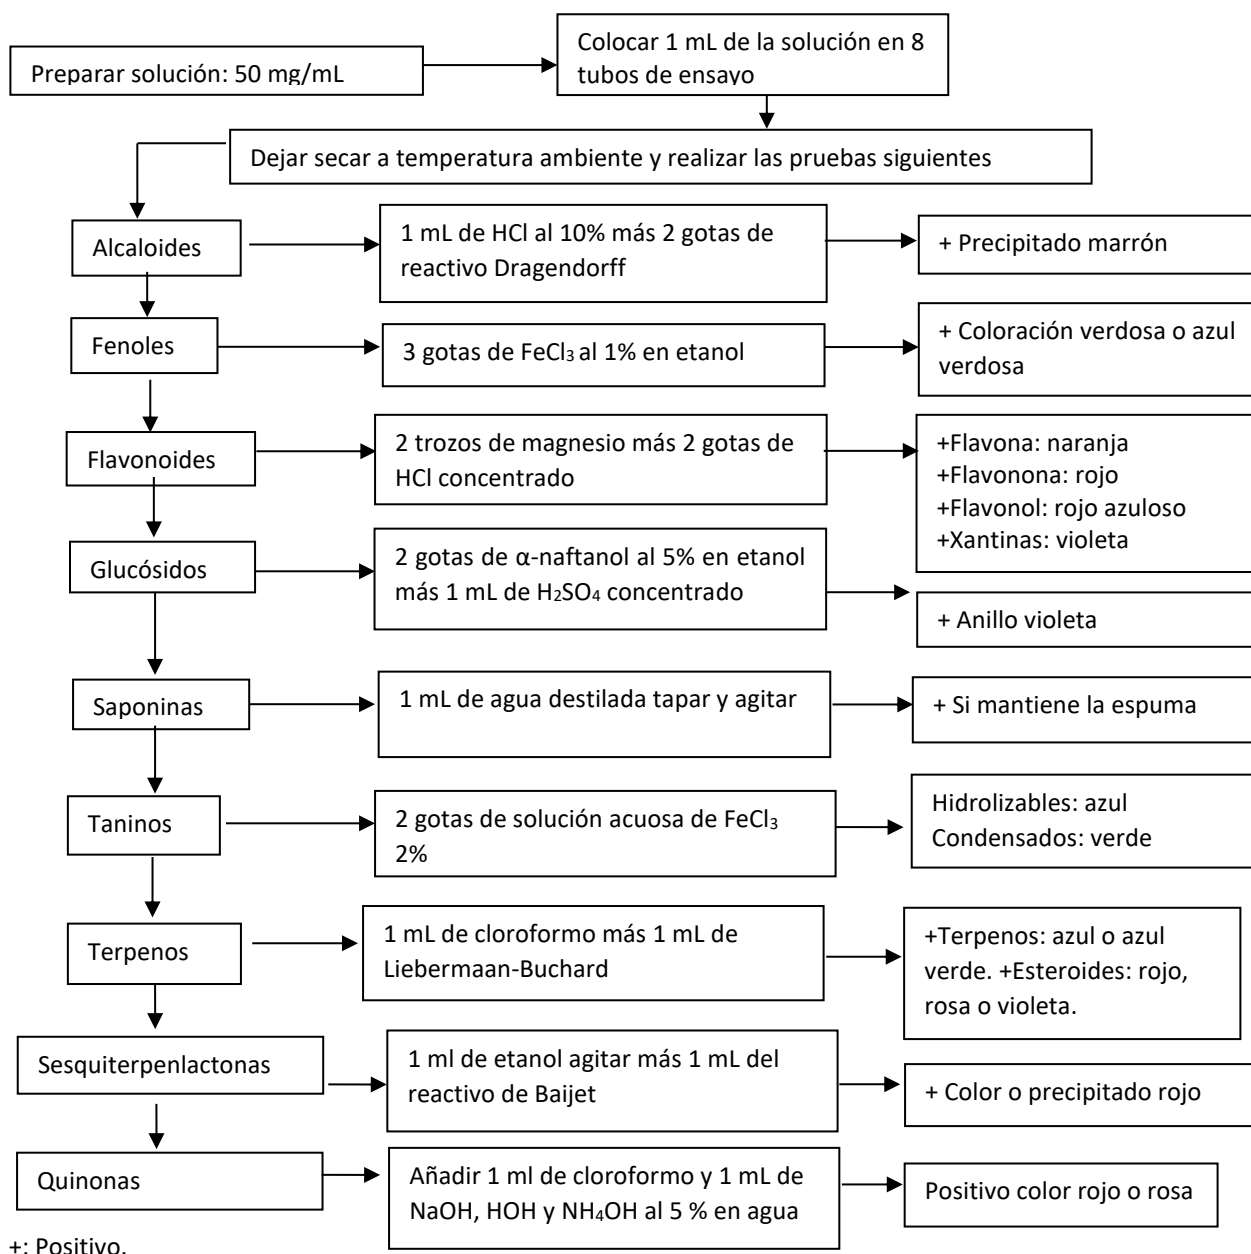 Preparar solución: 50 mg/mL
Colocar 1 mL de la solución en 8
tubos de ensayo
Dejar secar a temperatura ambiente y realizar las pruebas siguientes
Alcaloides
1 mL de HCl al 10% más 2 gotas de
reactivo Dragendorff
+ Precipitado marrón
Fenoles
3 gotas de FeCl₃ al 1% en etanol
+ Coloración verdosa o azul
verdosa
Flavonoides
2 trozos de magnesio más 2 gotas de
HCl concentrado
+Flavona: naranja
+Flavonona: rojo
+Flavonol: rojo azuloso
+Xantinas: violeta
Glucósidos
2 gotas de α-naftanol al 5% en etanol
más 1 mL de H₂SO₄ concentrado
+ Anillo violeta
Saponinas
1 mL de agua destilada tapar y agitar
+ Si mantiene la espuma
Taninos
2 gotas de solución acuosa de FeCl₃
2%
Hidrolizables: azul
Condensados: verde
Terpenos
1 mL de cloroformo más 1 mL de
Liebermaan-Buchard
+Terpenos: azul o azul
verde. +Esteroides: rojo,
rosa o violeta.
Sesquiterpenlactonas
1 ml de etanol agitar más 1 mL del
reactivo de Baijet
+ Color o precipitado rojo
Quinonas
Añadir 1 ml de cloroformo y 1 mL de
NaOH, HOH y NH₄OH al 5 % en agua
Positivo color rojo o rosa
+: Positivo.